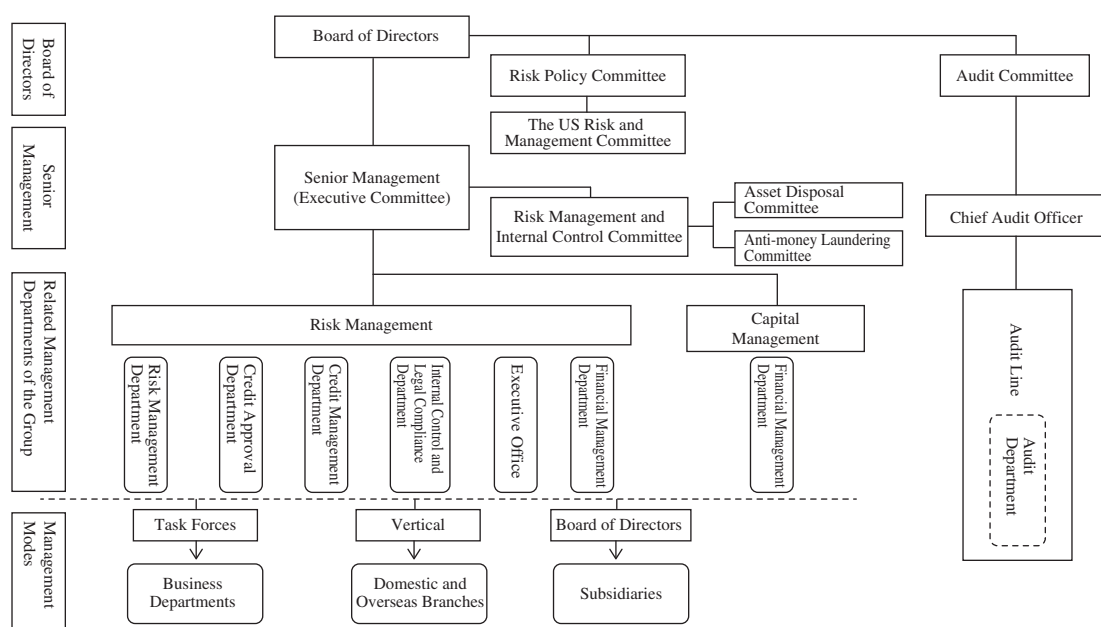 Board of
Directors
Board of Directors
Risk Policy Committee
Audit Committee
The US Risk and
Management Committee
Senior
Management
Senior Management
(Executive Committee)
Risk Management and
Internal Control Committee
Asset Disposal
Committee
Anti-money Laundering
Committee
Chief Audit Officer
Related Management
Departments of the Group
Risk Management
Capital
Management
Risk Management
Department
Credit Approval
Department
Credit Management
Department
Internal Control and
Legal Compliance
Department
Executive Office
Financial Management
Department
Financial Management
Department
Audit Line
Audit
Department
Management
Modes
Task Forces
Vertical
Board of Directors
Business
Departments
Domestic and
Overseas Branches
Subsidiaries